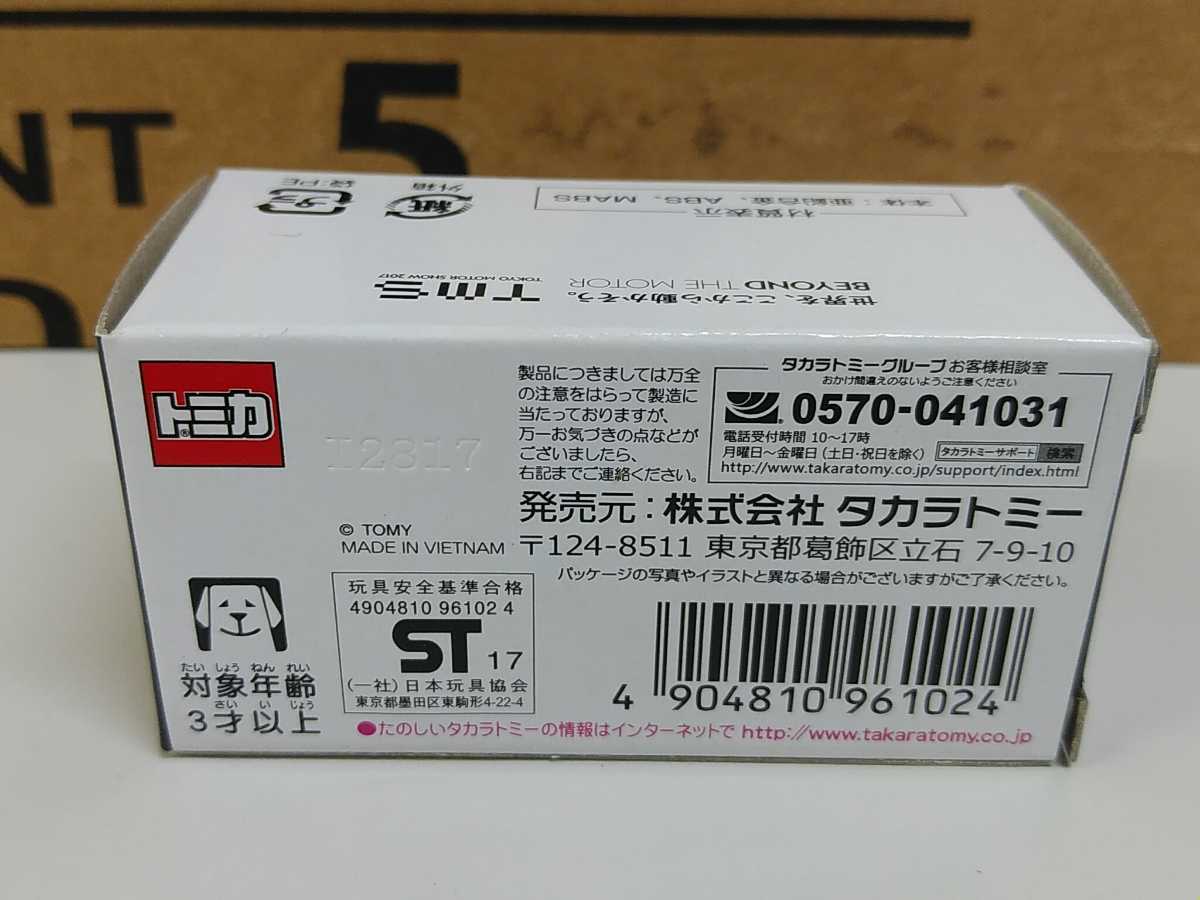 NT 5
袋:PE
プラ
外箱
紙
材質表示
本体:亜鉛合金、ABS、MABS
TMS
TOKYO MOTOR SHOW 2017
世界を、ここから動かそう。
BEYOND THE MOTOR
トミカ
®
I2817
製品につきましては万全
の注意をはらって製造に
当たっておりますが、
万一お気づきの点などが
ございましたら、
右記までご連絡ください。
タカラトミーグループお客様相談室
おかけ間違えのないようご注意ください
0570-041031
電話受付時間 10〜17時
月曜日〜金曜日 (土日・祝日を除く) タカラトミーサポート 検索
http://www.takaratomy.co.jp/support/index.html
発売元:株式会社 タカラトミー
〒124-8511 東京都葛飾区立石 7-9-10
パッケージの写真やイラストと異なる場合がございますがご了承ください。
© TOMY
MADE IN VIETNAM
たい しょう ねん れい
対象年齢
さい い じょう
3才以上
玩具安全基準合格
4904810 96102 4
ST 17
(一社)日本玩具協会
東京都墨田区東駒形4-22-4
4 904810 961024
●たのしいタカラトミーの情報はインターネットで http://www.takaratomy.co.jp